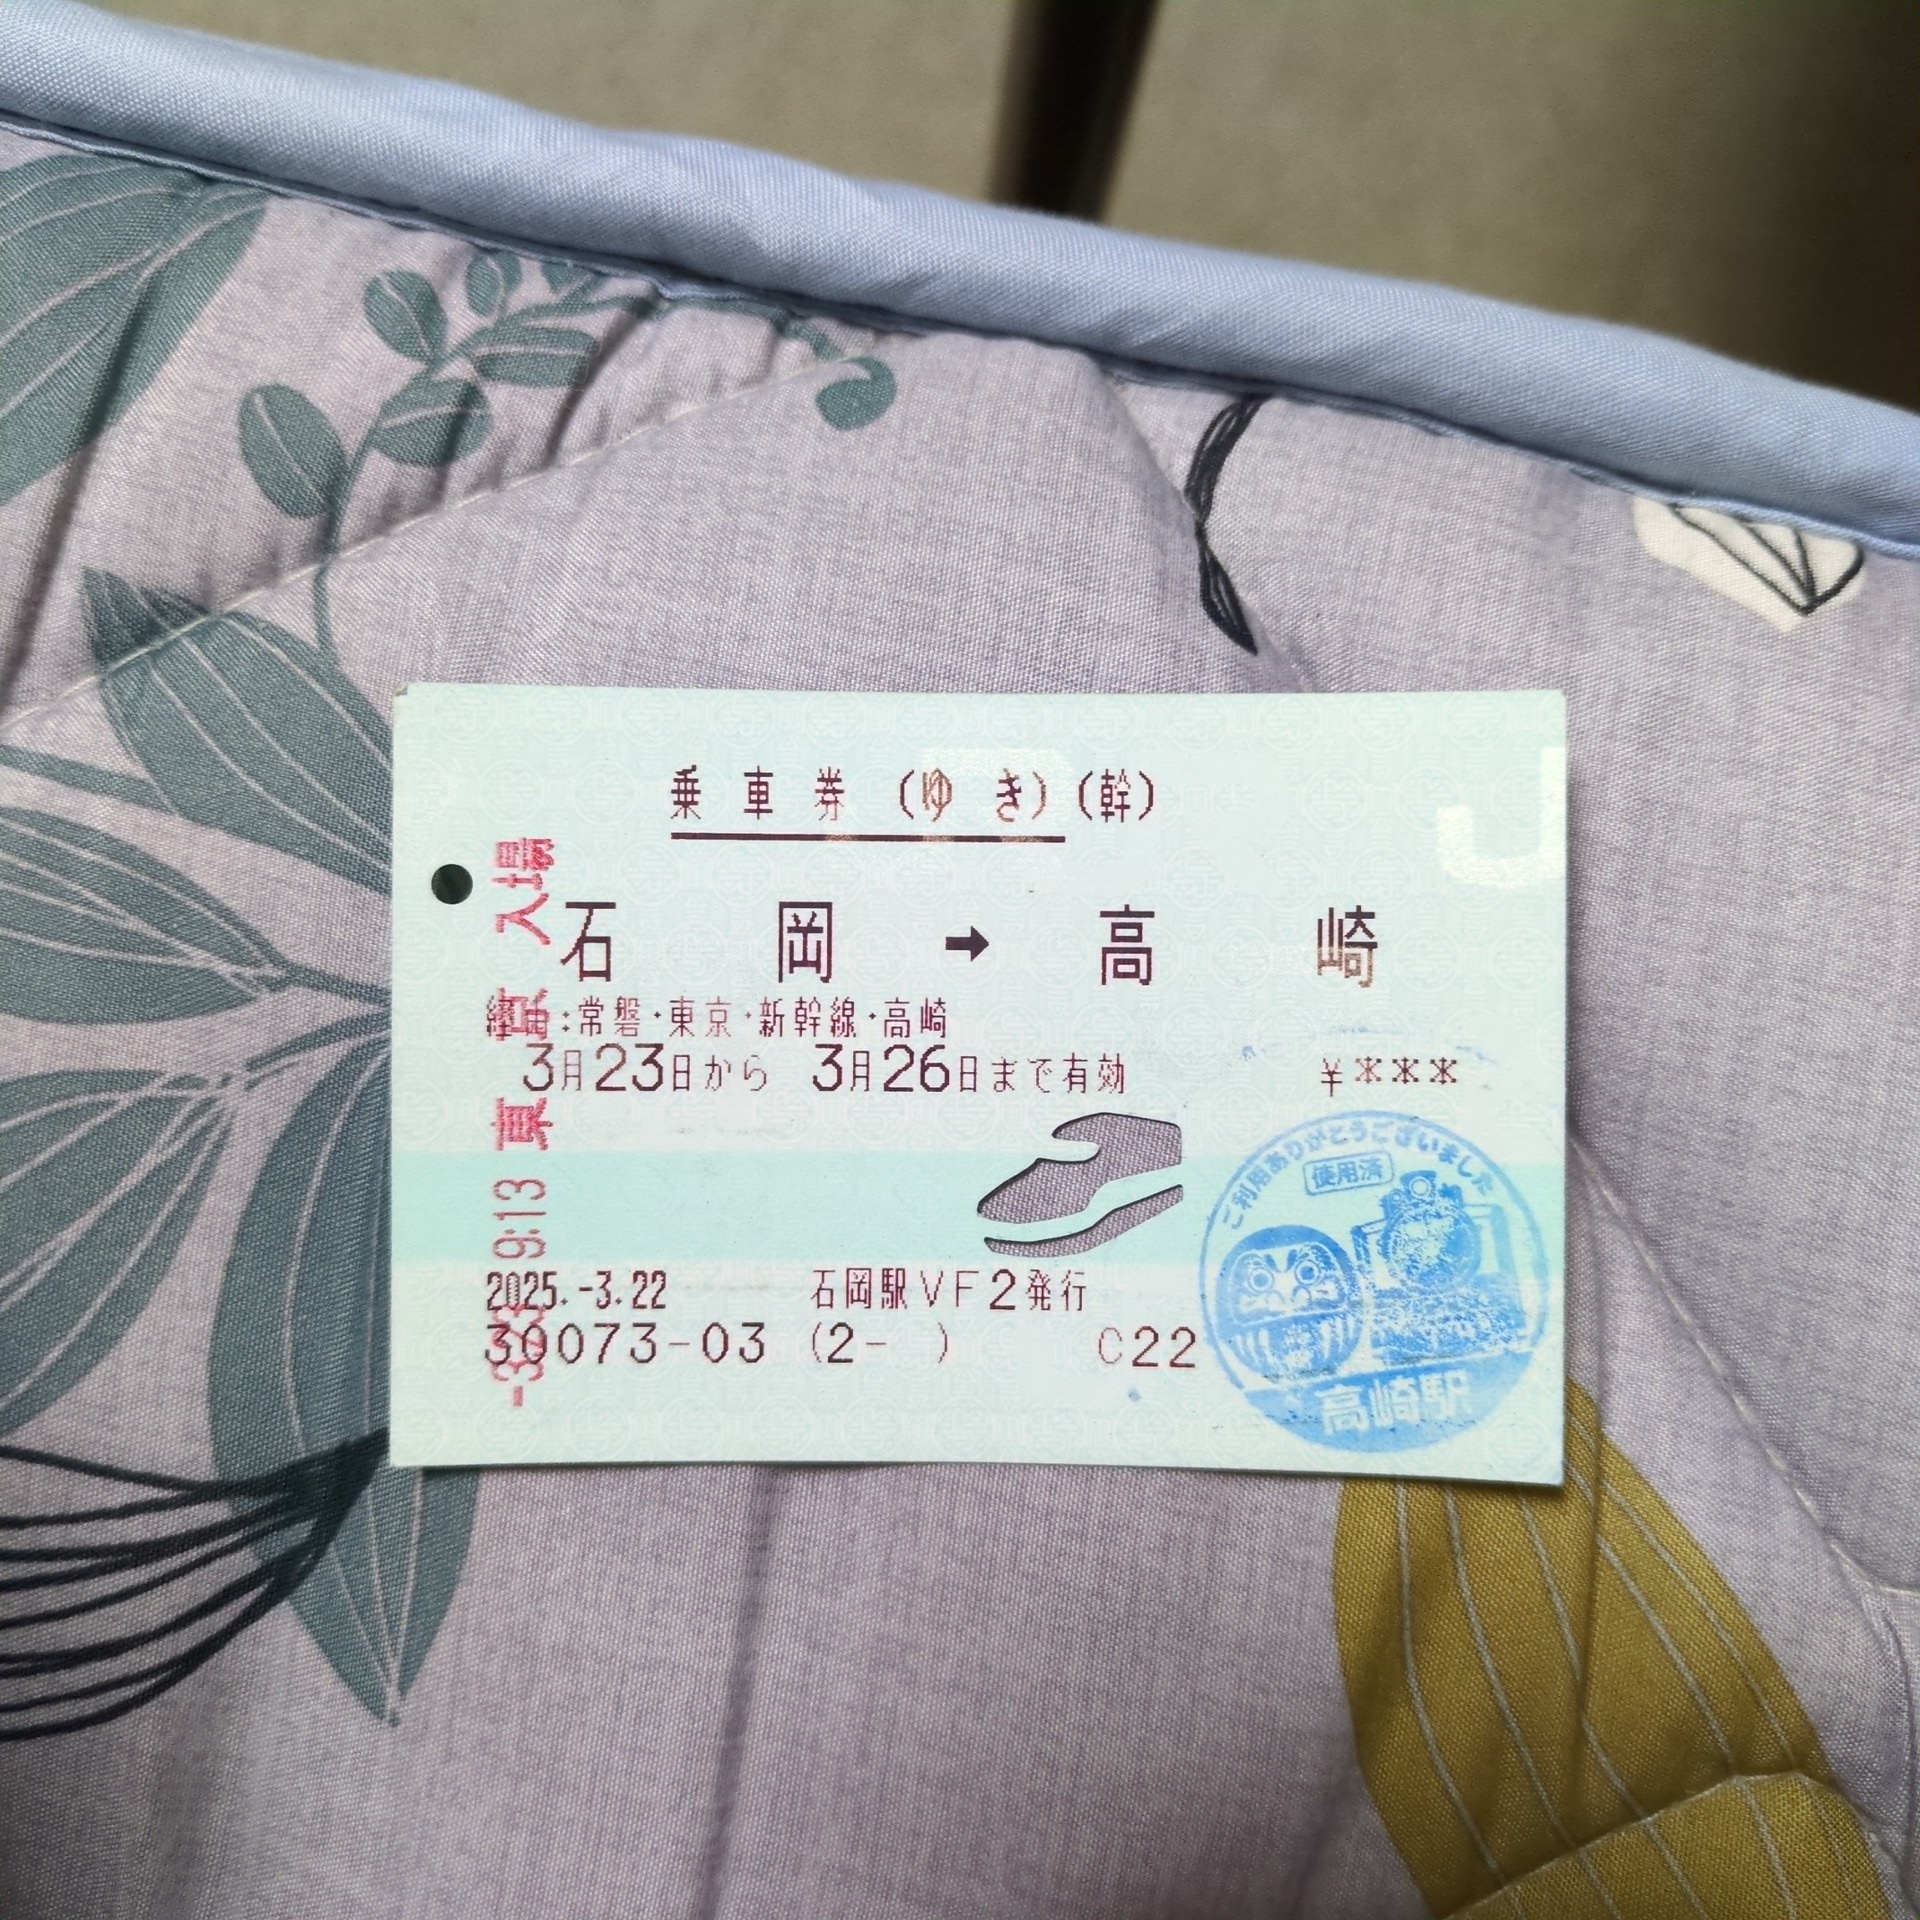 乗車券(ゆき)(幹)
石岡➡高崎
経由:常磐・東京・新幹線・高崎
3月23日から 3月26日まで有効 ¥***
2025.-3.22 石岡駅VF2発行
30073-03 (2- ) C22
-3.23 9:13 東京 入場
ご利用ありがとうございました
使用済
高崎駅